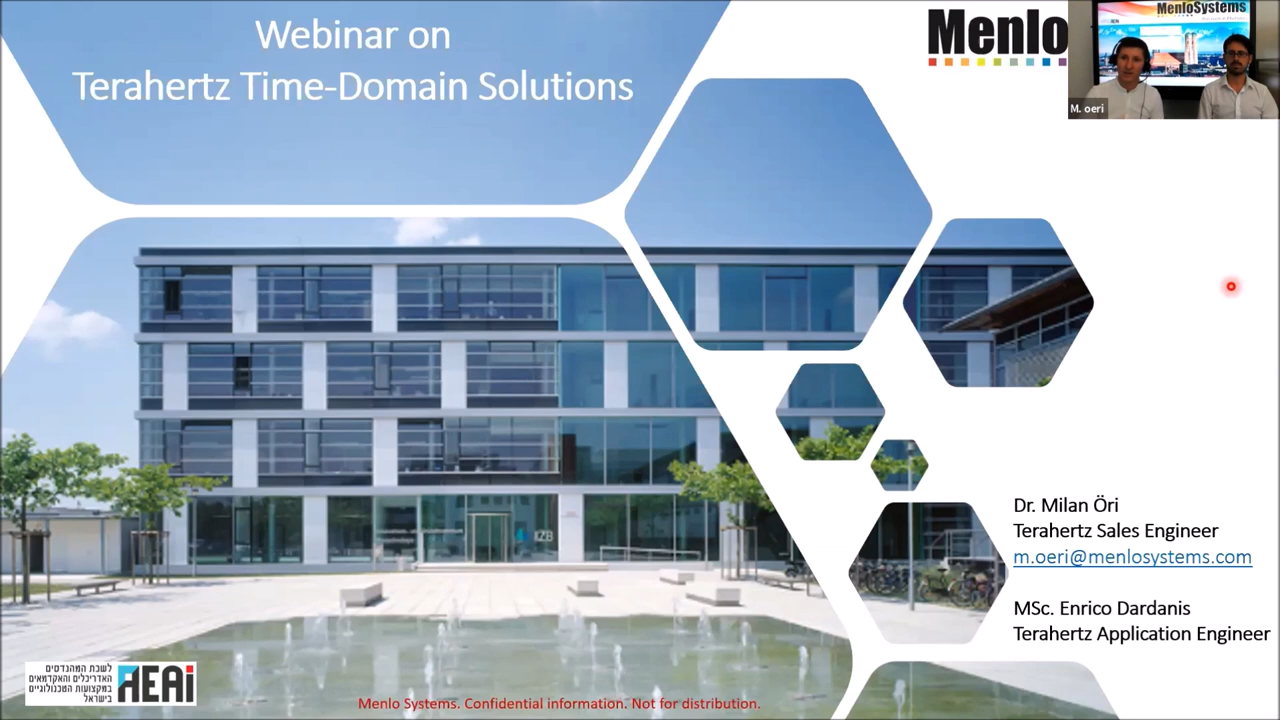 Webinar on
Terahertz Time-Domain Solutions
Menlo
MenloSystems
M. oeri
IZB
Dr. Milan Öri
Terahertz Sales Engineer
m.oeri@menlosystems.com
MSc. Enrico Dardanis
Terahertz Application Engineer
לשכת המהנדסים
האדריכלים והאקדמאים
במקצועות הטכנולוגיים
בישראל
AEAI
Menlo Systems. Confidential information. Not for distribution.